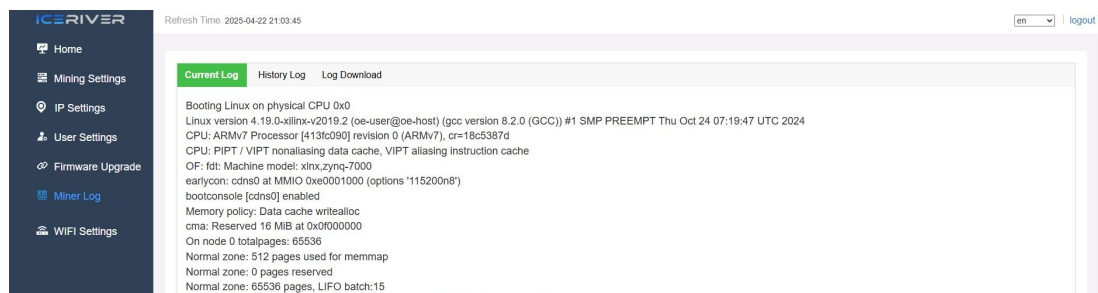 ICERIVER
Refresh Time 2025-04-22 21:03:45
en
logout
Home
Mining Settings
IP Settings
User Settings
Firmware Upgrade
Miner Log
WIFI Settings
Current Log History Log Log Download
Booting Linux on physical CPU 0x0
Linux version 4.19.0-xilinx-v2019.2 (oe-user@oe-host) (gcc version 8.2.0 (GCC)) #1 SMP PREEMPT Thu Oct 24 07:19:47 UTC 2024
CPU: ARMv7 Processor [413fc090] revision 0 (ARMv7), cr=18c5387d
CPU: PIPT / VIPT nonaliasing data cache, VIPT aliasing instruction cache
OF: fdt: Machine model: xlnx,zynq-7000
earlycon: cdns0 at MMIO 0xe0001000 (options '115200n8')
bootconsole [cdns0] enabled
Memory policy: Data cache writealloc
cma: Reserved 16 MiB at 0x0f000000
On node 0 totalpages: 65536
Normal zone: 512 pages used for memmap
Normal zone: 0 pages reserved
Normal zone: 65536 pages, LIFO batch:15